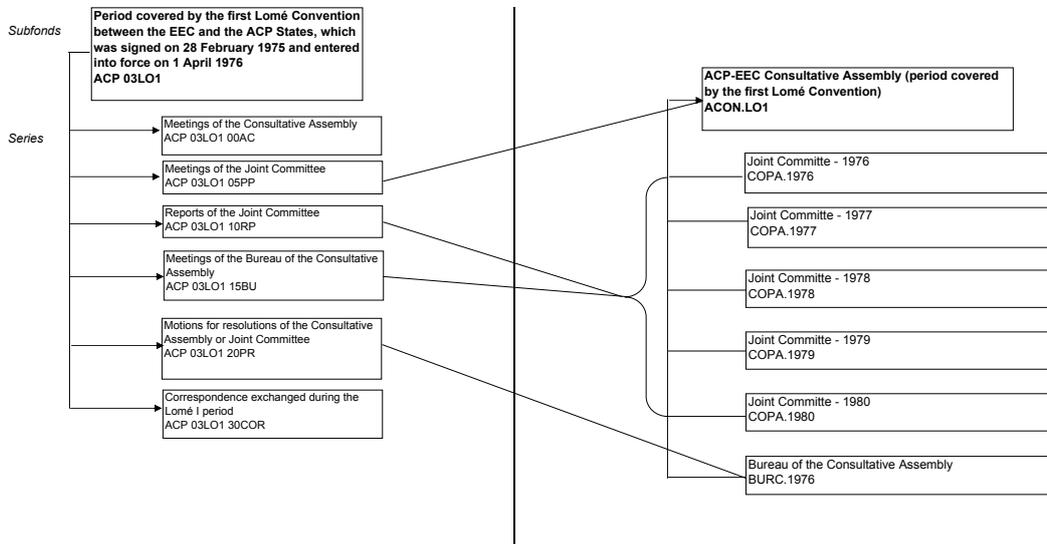 Subfonds
Period covered by the first Lomé Convention
between the EEC and the ACP States, which
was signed on 28 February 1975 and entered
into force on 1 April 1976
ACP 03LO1
Series
Meetings of the Consultative Assembly
ACP 03LO1 00AC
Meetings of the Joint Committee
ACP 03LO1 05PP
Reports of the Joint Committee
ACP 03LO1 10RP
Meetings of the Bureau of the Consultative
Assembly
ACP 03LO1 15BU
Motions for resolutions of the Consultative
Assembly or Joint Committee
ACP 03LO1 20PR
Correspondence exchanged during the
Lomé I period
ACP 03LO1 30COR
ACP-EEC Consultative Assembly (period covered
by the first Lomé Convention)
ACON.LO1
Joint Committe - 1976
COPA.1976
Joint Committe - 1977
COPA.1977
Joint Committe - 1978
COPA.1978
Joint Committe - 1979
COPA.1979
Joint Committe - 1980
COPA.1980
Bureau of the Consultative Assembly
BURC.1976